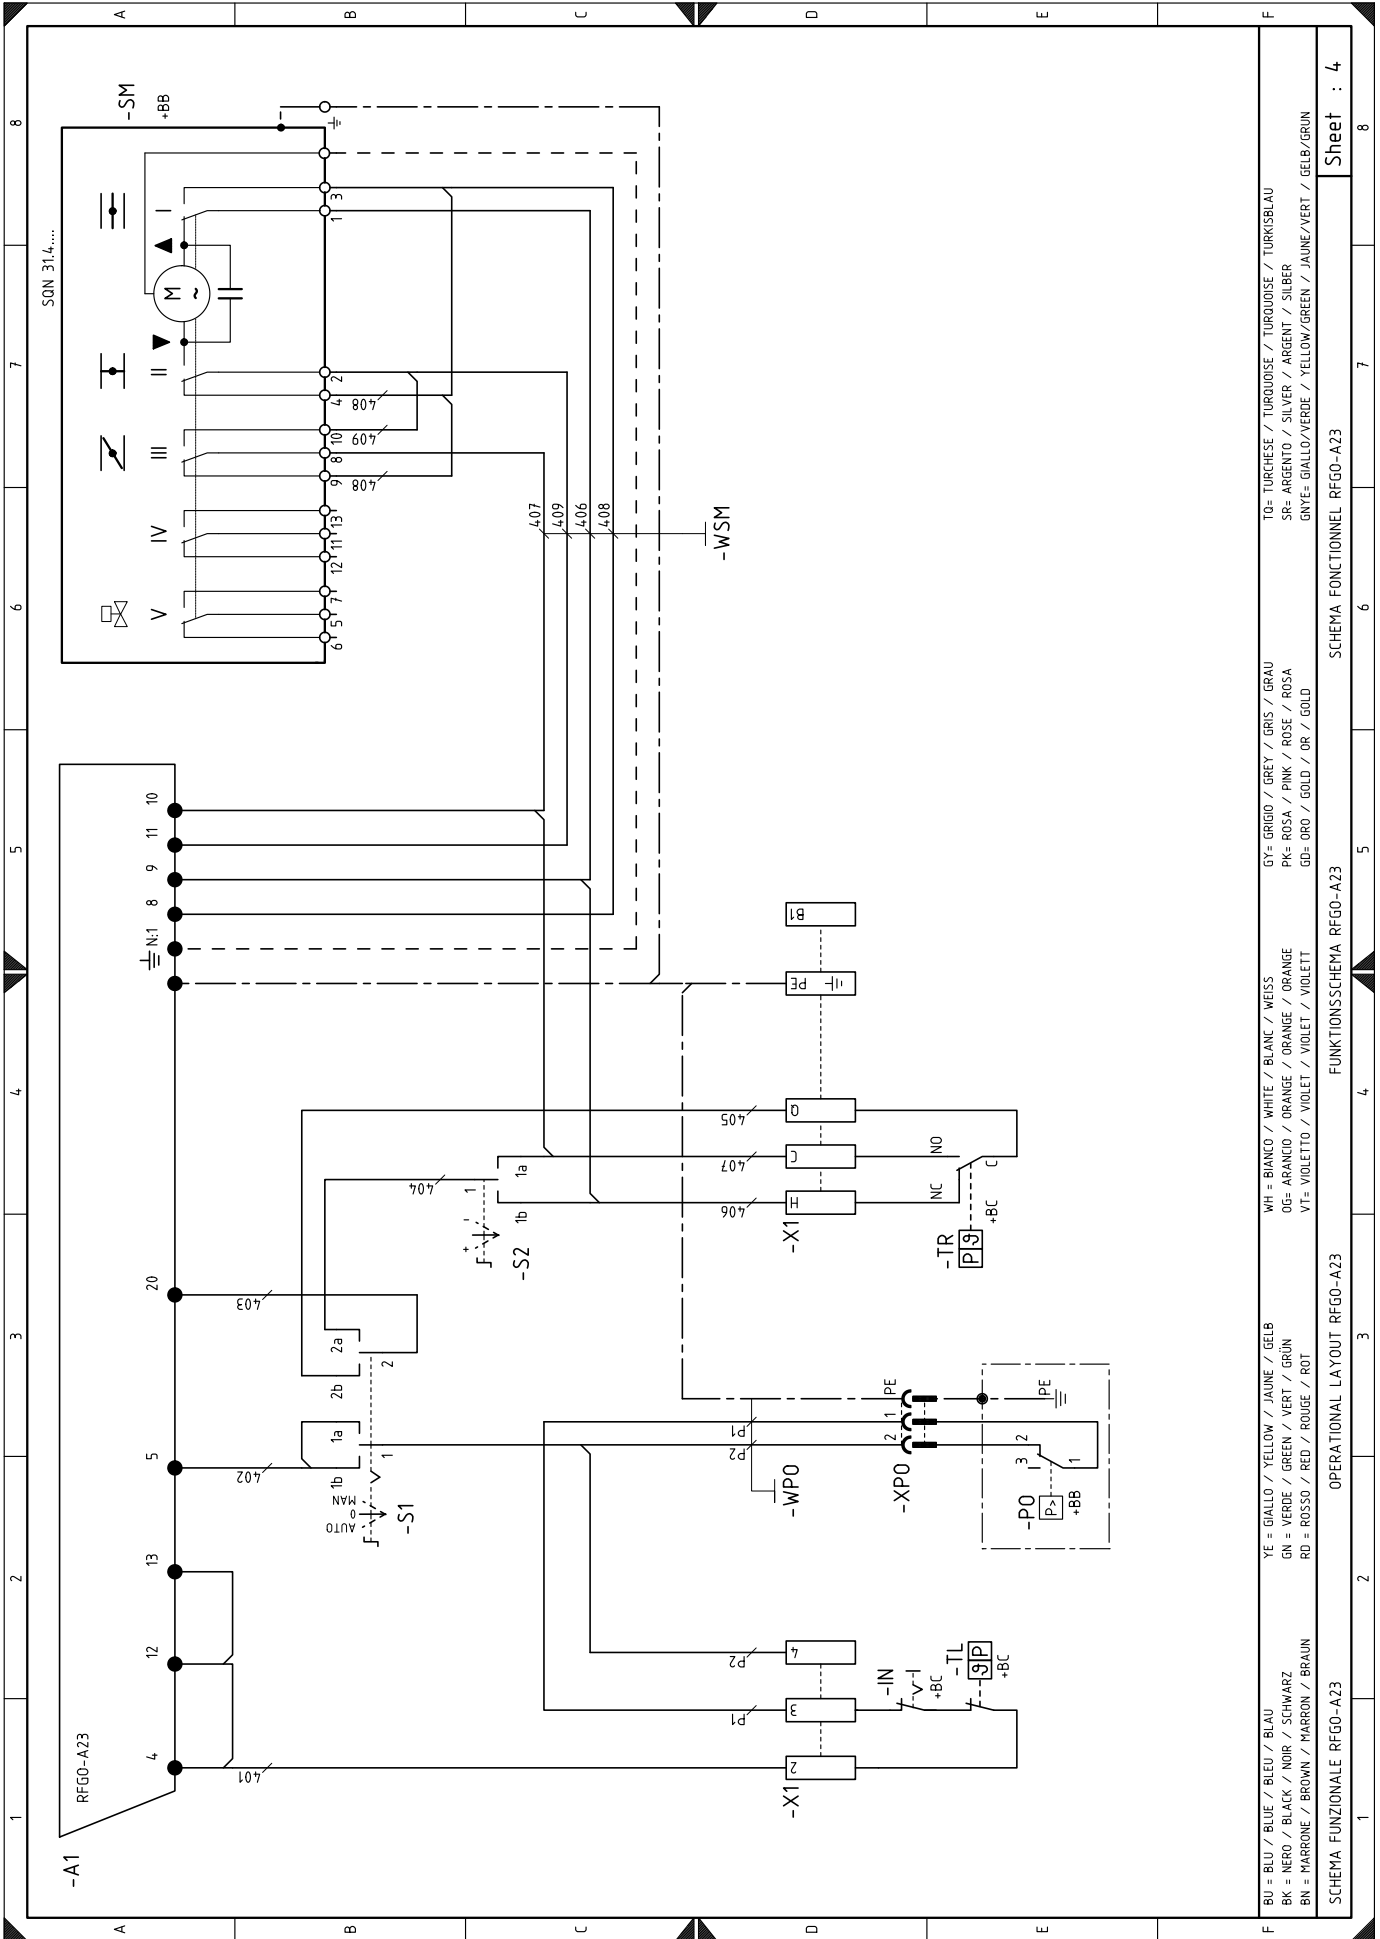 1 2 3 4 5 6 7 8
A
B
C
D
E
F
-A1
RFGO-A23
4 12 13 5 20 N:1 8 9 11 10
SQN 31.4....
-SM
+BB
V IV III II I
M
~
6 5 7 12 11 13 9 8 10 4 2 1 3
408 409 408
401
402
403
404
1b 1a 2b 2a
1 2
AUTO
0
MAN
-S1
+ -
1
1b 1a
-S2
407
409
406
408
-WSM
P1 P2
P2 P1
-WPO
406 407 405
-X1
2 3 4
-X1
H C Q PE B1
-XPO
2 1 PE
-IN
+BC
-TL
ϑ P
+BC
-PO
P>
+BB
3 2
1
PE
-TR
P ϑ
+BC
NC NO
C
BU = BLU / BLUE / BLEU / BLAU
BK = NERO / BLACK / NOIR / SCHWARZ
BN = MARRONE / BROWN / MARRON / BRAUN
YE = GIALLO / YELLOW / JAUNE / GELB
GN = VERDE / GREEN / VERT / GRÜN
RD = ROSSO / RED / ROUGE / ROT
WH = BIANCO / WHITE / BLANC / WEISS
OG= ARANCIO / ORANGE / ORANGE / ORANGE
VT= VIOLETTO / VIOLET / VIOLET / VIOLETT
GY= GRIGIO / GREY / GRIS / GRAU
PK= ROSA / PINK / ROSE / ROSA
GD= ORO / GOLD / OR / GOLD
TQ= TURCHESE / TURQUOISE / TURQUOISE / TURKISBLAU
SR= ARGENTO / SILVER / ARGENT / SILBER
GNYE= GIALLO/VERDE / YELLOW/GREEN / JAUNE/VERT / GELB/GRUN
SCHEMA FUNZIONALE RFGO-A23
OPERATIONAL LAYOUT RFGO-A23
FUNKTIONSSCHEMA RFGO-A23
SCHEMA FONCTIONNEL RFGO-A23
Sheet : 4
1 2 3 4 5 6 7 8
A
B
C
D
E
F